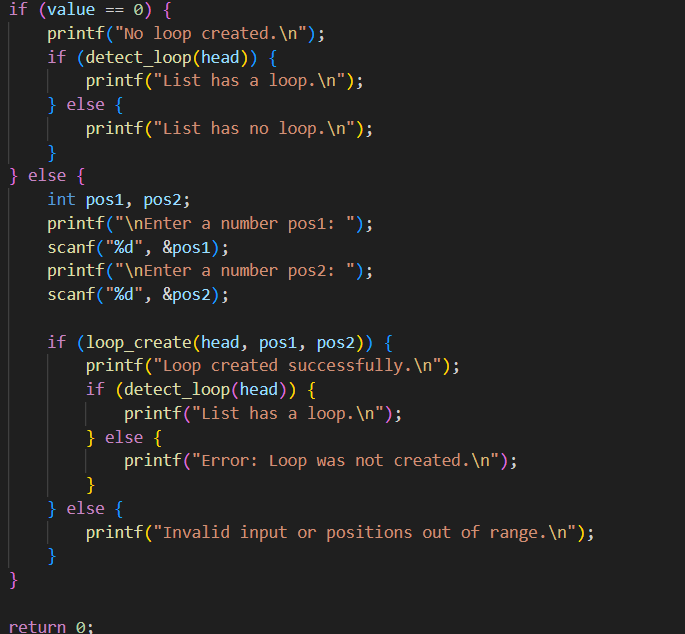 if (value == 0) {
    printf("No loop created.\n");
    if (detect_loop(head)) {
        printf("List has a loop.\n");
    } else {
        printf("List has no loop.\n");
    }
} else {
    int pos1, pos2;
    printf("\nEnter a number pos1: ");
    scanf("%d", &pos1);
    printf("\nEnter a number pos2: ");
    scanf("%d", &pos2);

    if (loop_create(head, pos1, pos2)) {
        printf("Loop created successfully.\n");
        if (detect_loop(head)) {
            printf("List has a loop.\n");
        } else {
            printf("Error: Loop was not created.\n");
        }
    } else {
        printf("Invalid input or positions out of range.\n");
    }
}

return 0;